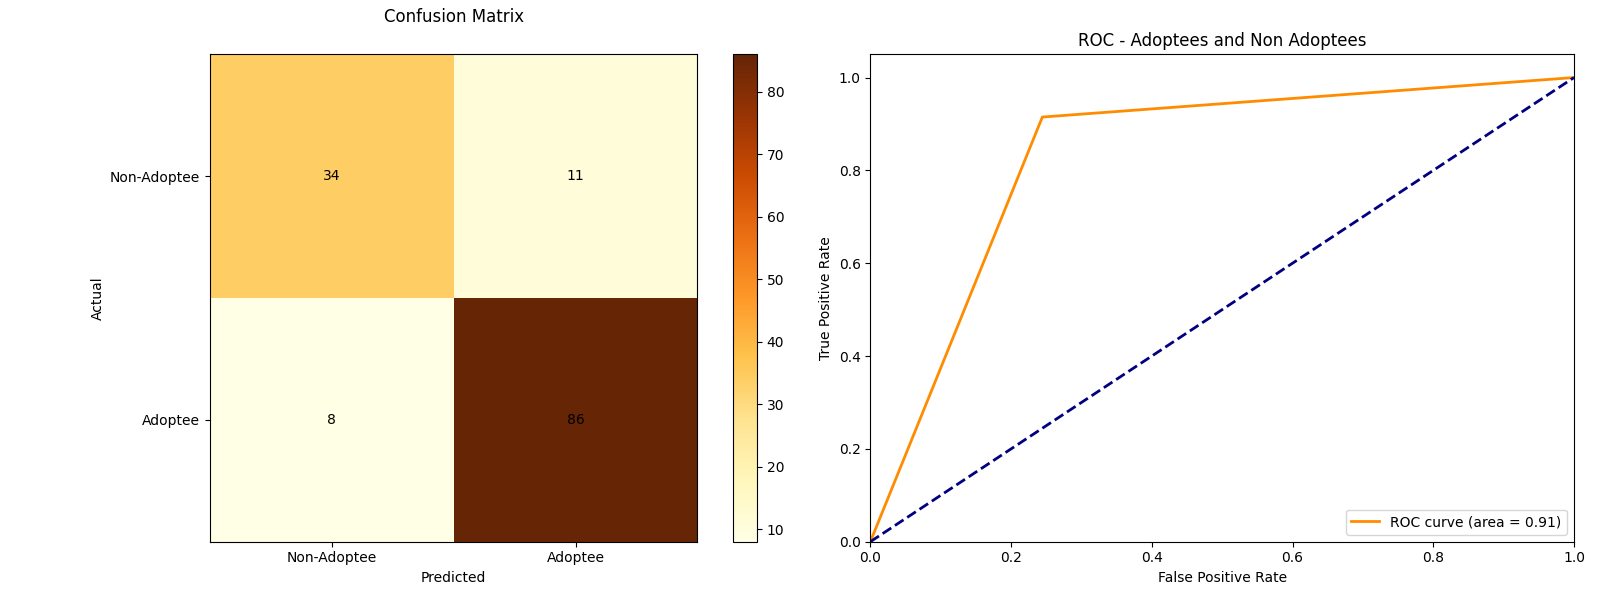 Confusion Matrix
Non-Adoptee
Adoptee
Actual
34
11
8
86
Non-Adoptee
Adoptee
Predicted
80
70
60
50
40
30
20
10
ROC - Adoptees and Non Adoptees
True Positive Rate
1.0
0.8
0.6
0.4
0.2
0.0
0.0
0.2
0.4
0.6
0.8
1.0
False Positive Rate
ROC curve (area = 0.91)